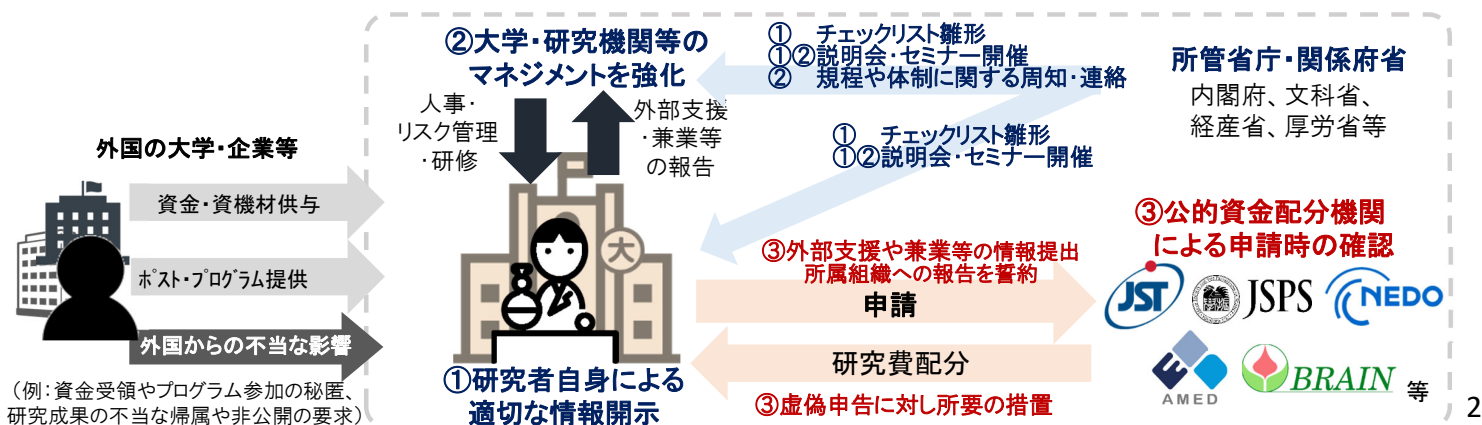 外国の大学・企業等
資金・資機材供与
ポスト・プログラム提供
外国からの不当な影響
（例：資金受領やプログラム参加の秘匿、
研究成果の不当な帰属や非公開の要求）
②大学・研究機関等の
マネジメントを強化
人事・
リスク管理
・研修
外部支援
・兼業等
の報告
大
①研究者自身による
適切な情報開示
①　チェックリスト雛形
①②説明会・セミナー開催
②　規程や体制に関する周知・連絡
①　チェックリスト雛形
①②説明会・セミナー開催
所管省庁・関係府省
内閣府、文科省、
経産省、厚労省等
③外部支援や兼業等の情報提出
所属組織への報告を誓約
申請
研究費配分
③虚偽申告に対し所要の措置
③公的資金配分機関
による申請時の確認
JST
JSPS
NEDO
AMED
BRAIN
等
2